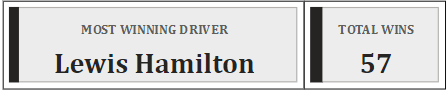 MOST WINNING DRIVER
Lewis Hamilton
TOTAL WINS
57